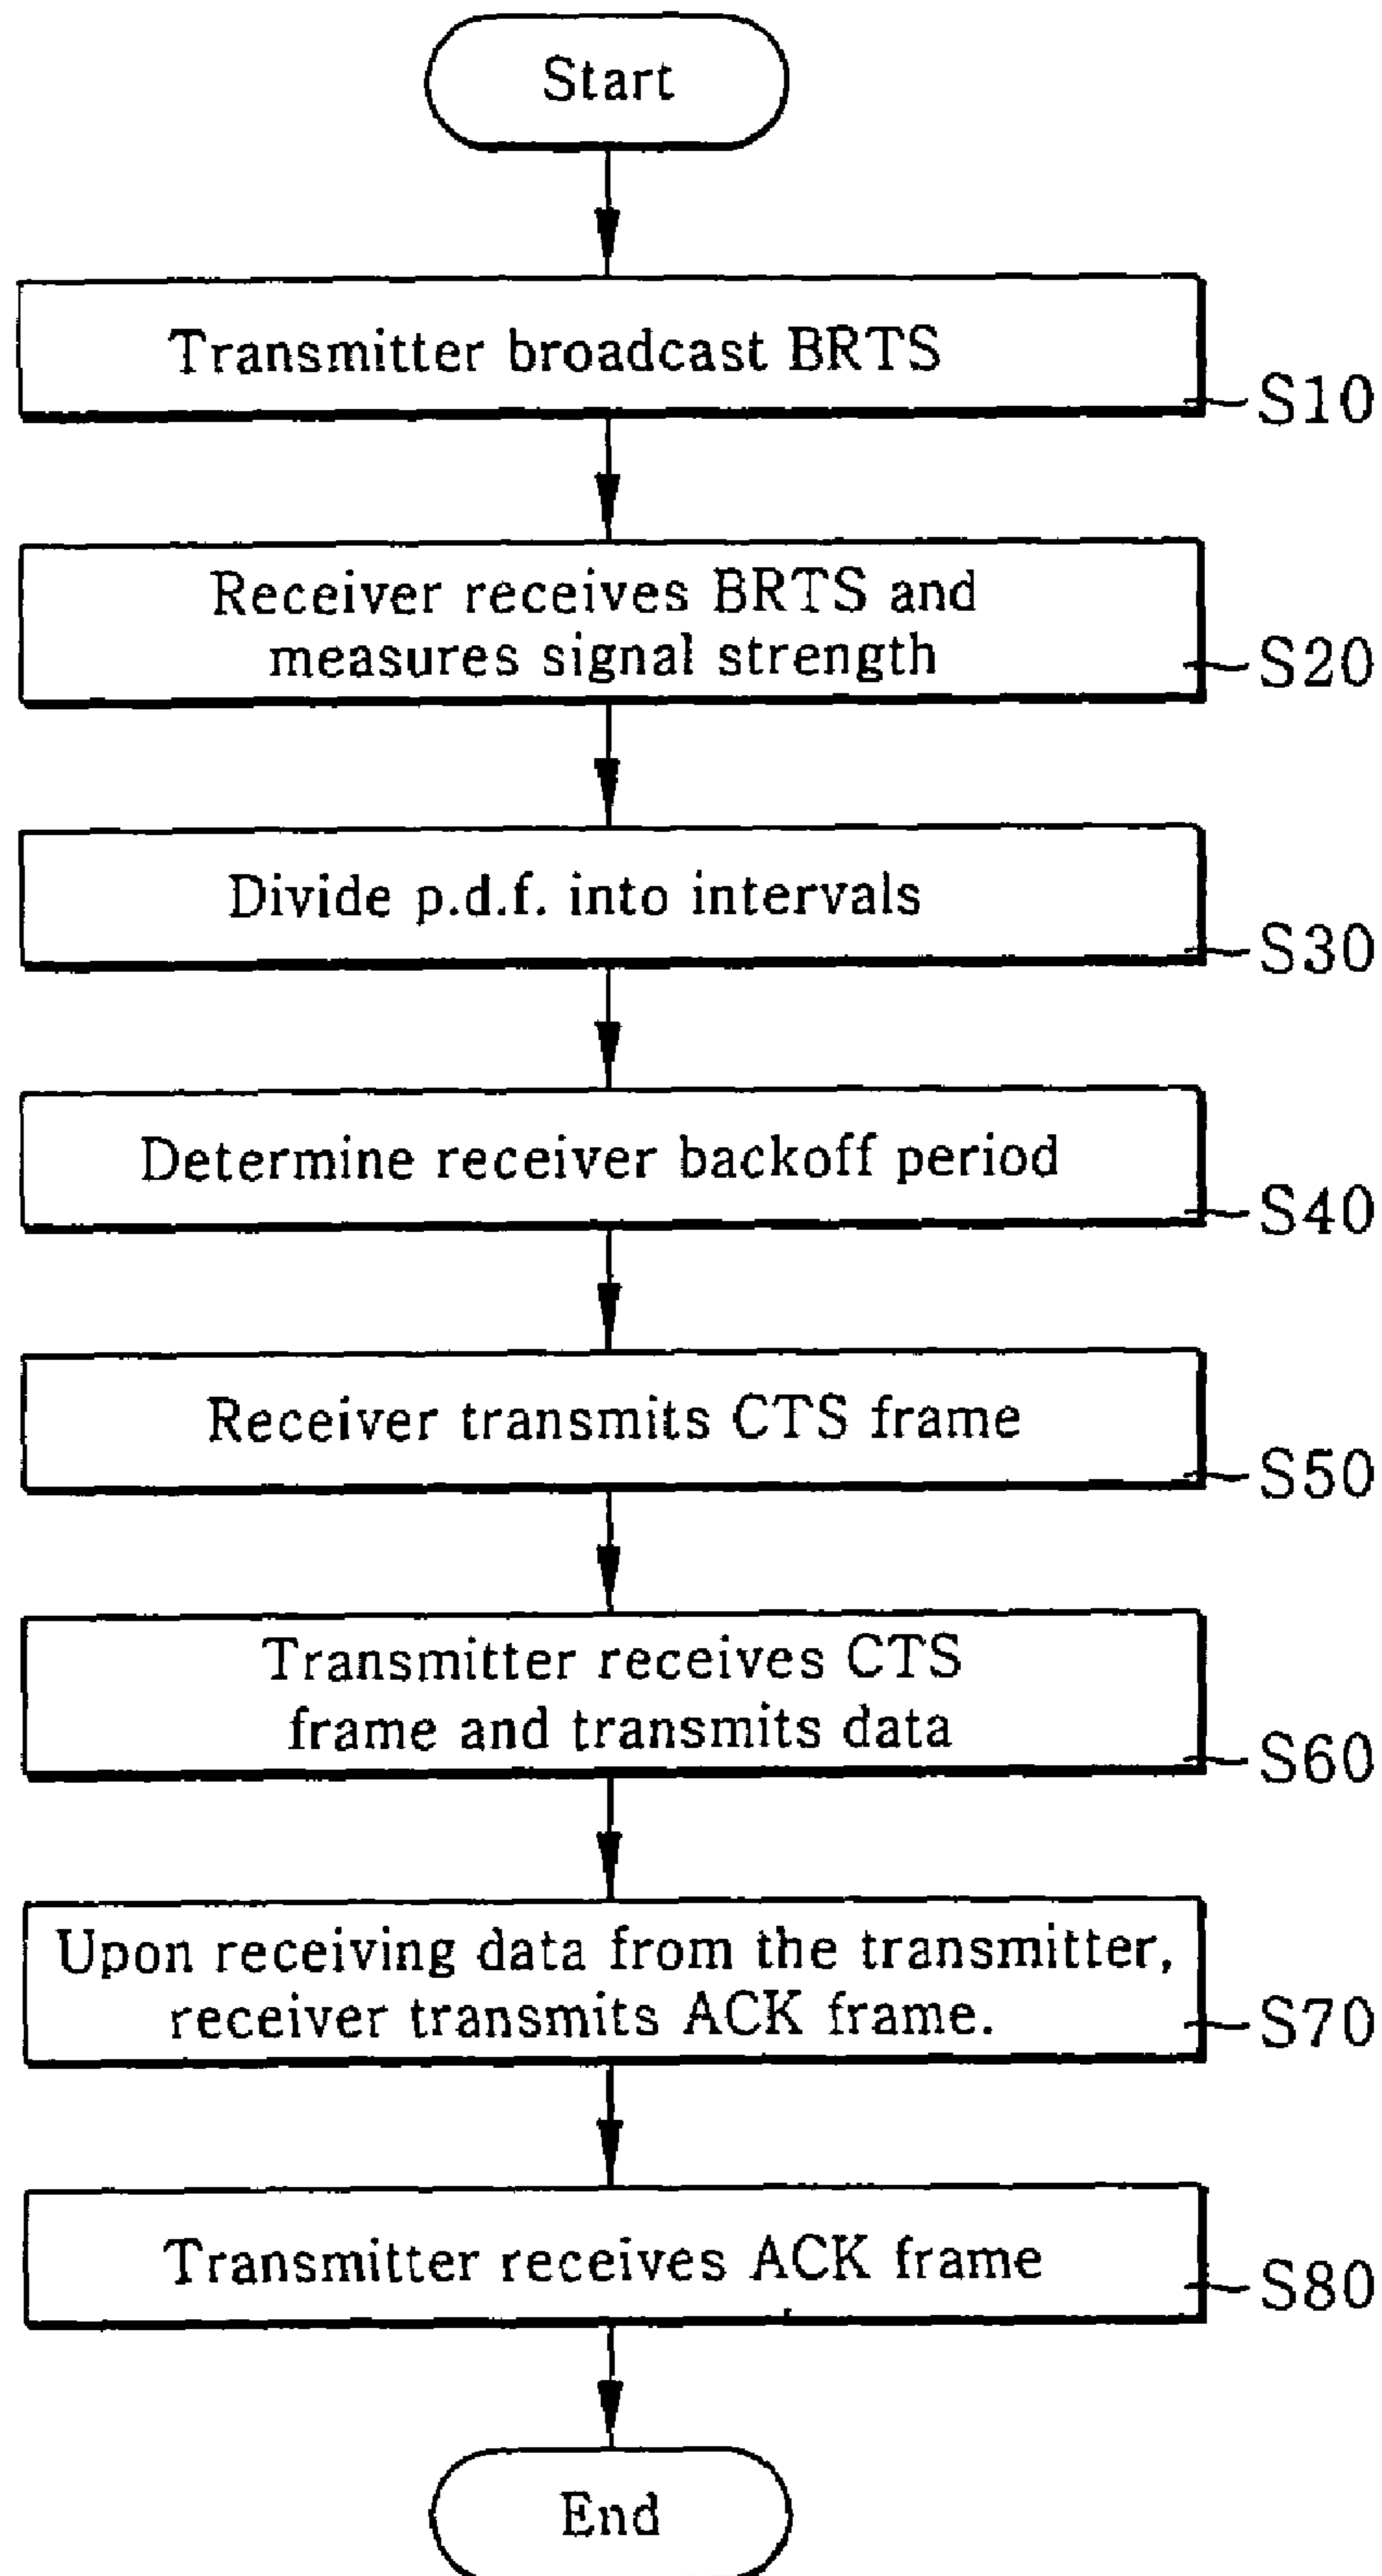 Start
Transmitter broadcast BRTS
S10
Receiver receives BRTS and
measures signal strength
S20
Divide p.d.f. into intervals
S30
Determine receiver backoff period
S40
Receiver transmits CTS frame
S50
Transmitter receives CTS
frame and transmits data
S60
Upon receiving data from the transmitter,
receiver transmits ACK frame.
S70
Transmitter receives ACK frame
S80
End